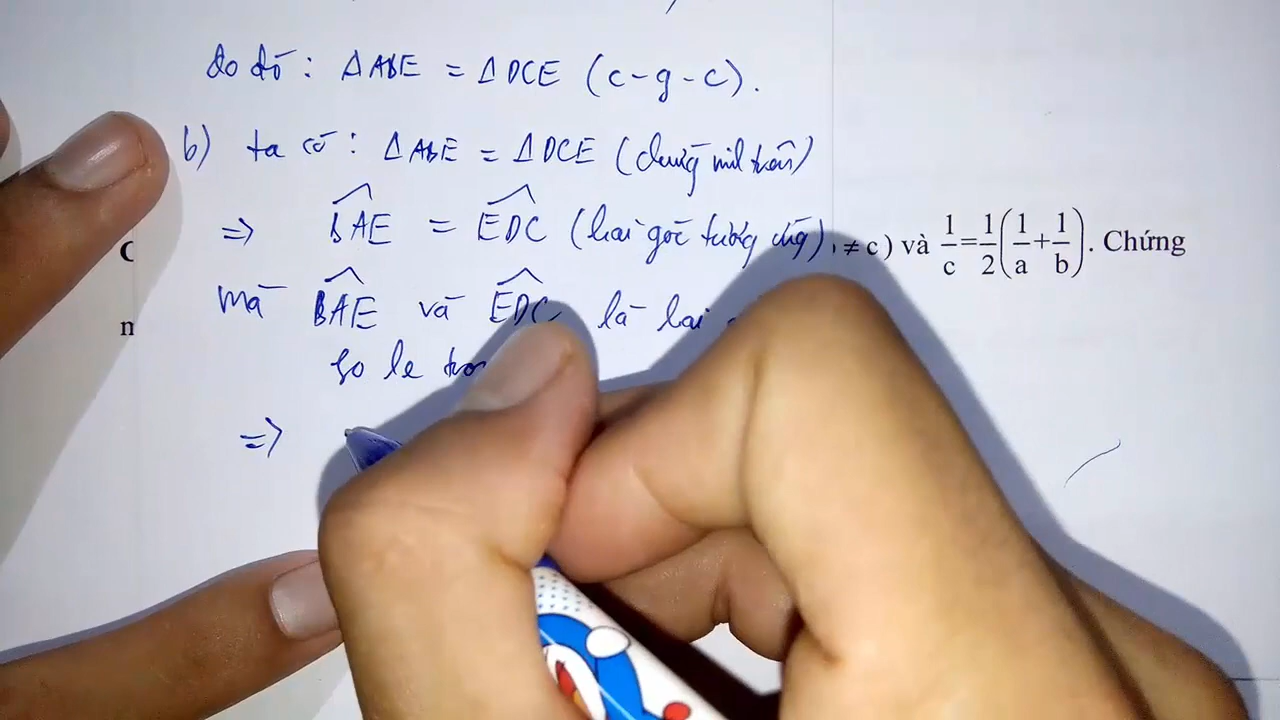 do đó: ΔABE = ΔDCE (c-g-c).
b) ta có: ΔABE = ΔDCE (chứng minh trên)
=> BAE = EDC (hai góc tương ứng)
≠ c) và 1/c=1/2(1/a+1/b). Chứng
mà BAE và EDC là hai
so le
=>